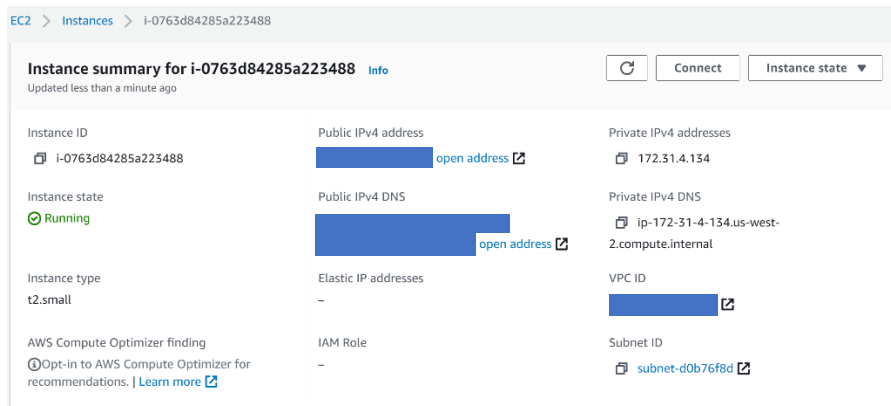 EC2 > Instances > i-0763d84285a223488
Instance summary for i-0763d84285a223488 Info
Updated less than a minute ago
Connect
Instance state
Instance ID
i-0763d84285a223488
Public IPv4 address
open address
Private IPv4 addresses
172.31.4.134
Instance state
Running
Public IPv4 DNS
open address
Private IPv4 DNS
ip-172-31-4-134.us-west-
2.compute.internal
Instance type
t2.small
Elastic IP addresses
–
VPC ID
AWS Compute Optimizer finding
Opt-in to AWS Compute Optimizer for
recommendations. | Learn more
IAM Role
–
Subnet ID
subnet-d0b76f8d